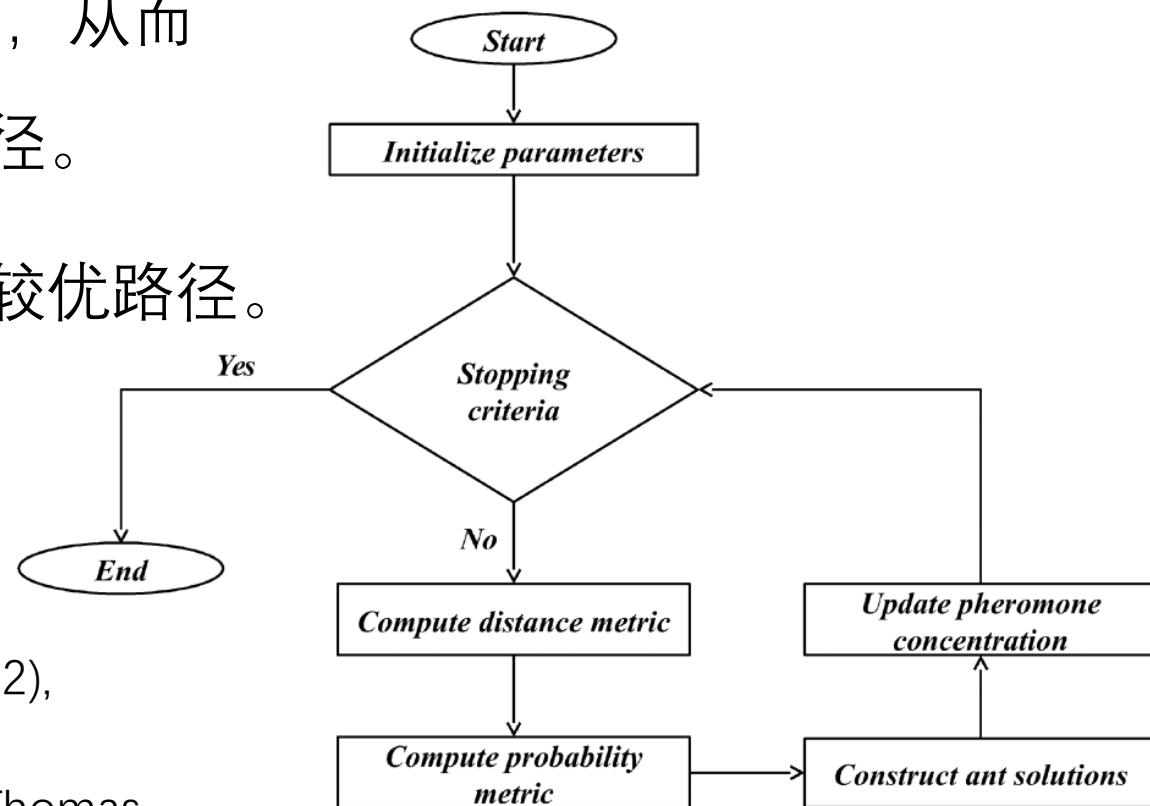 ，从而
径。
较优路径。
2),
Thomas
Start
Initialize parameters
Stopping
criteria
Yes
No
End
Compute distance metric
Compute probability
metric
Construct ant solutions
Update pheromone
concentration